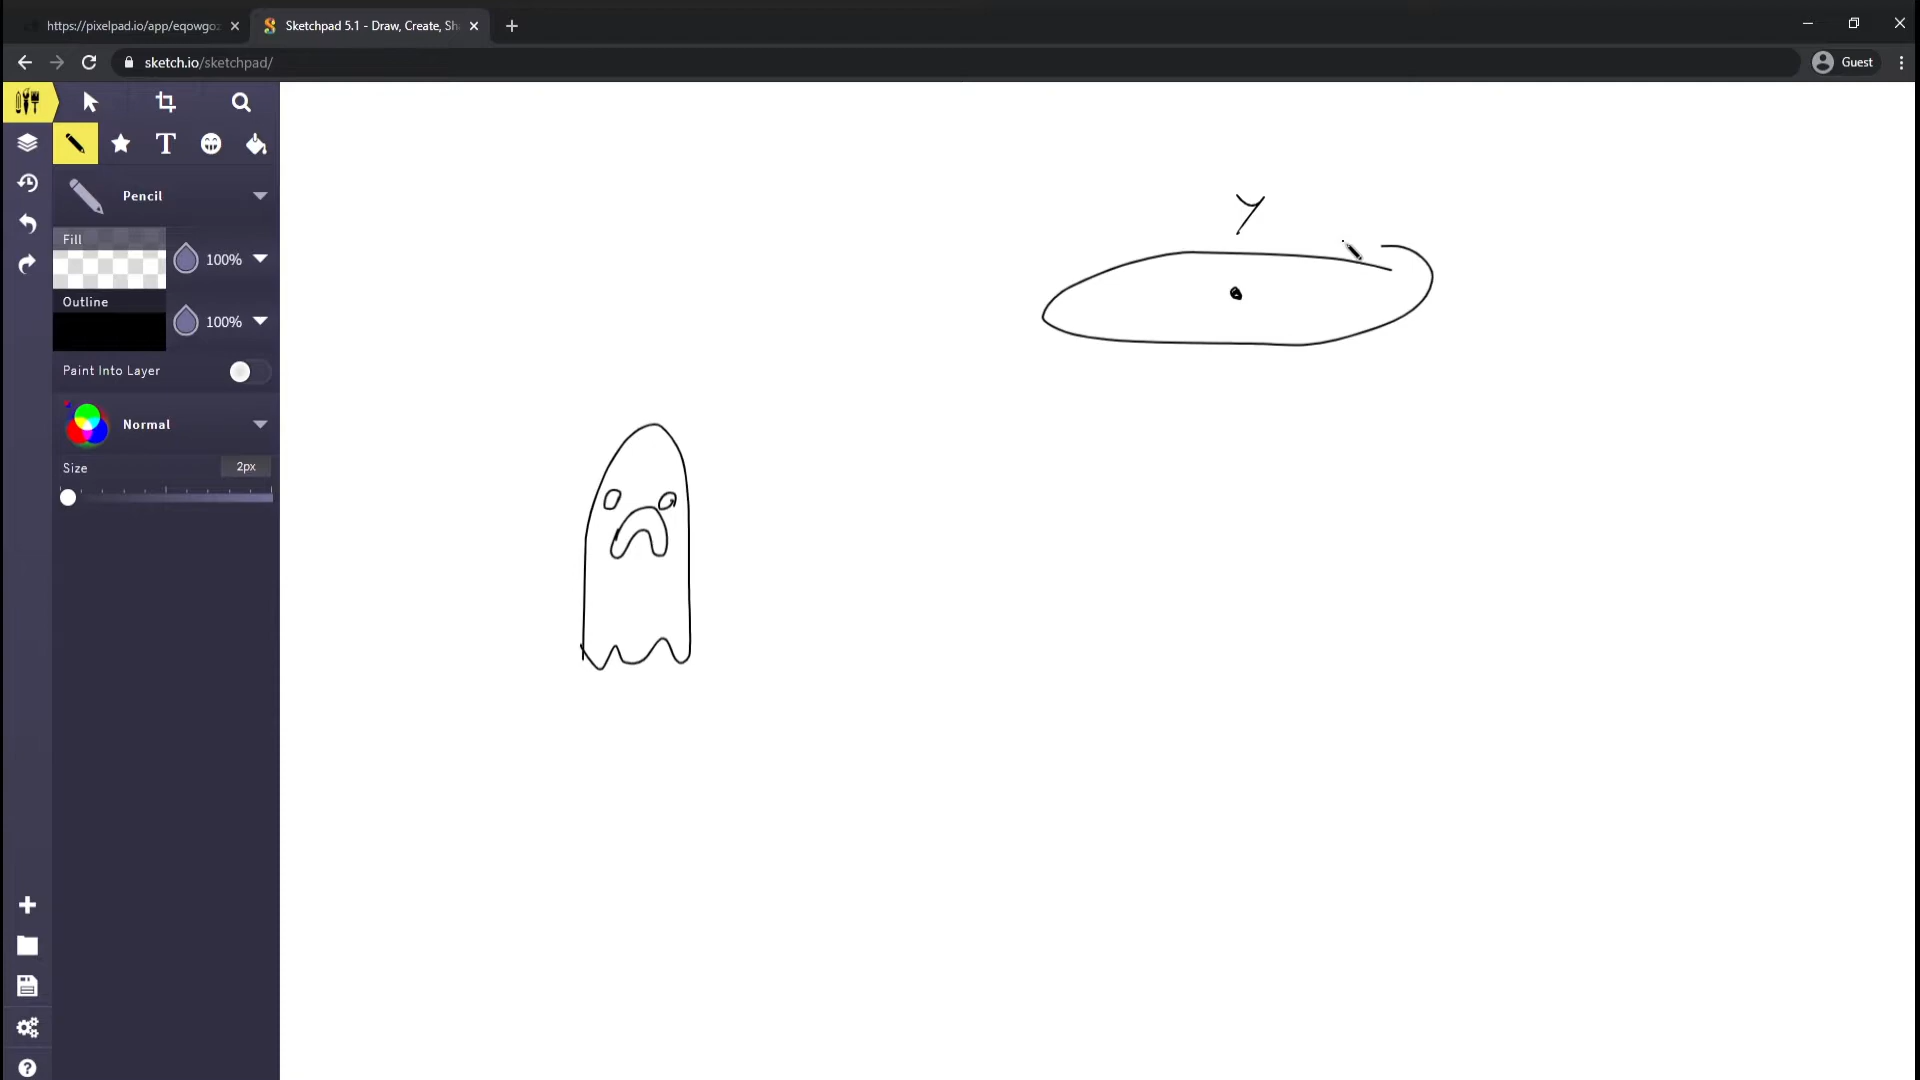 https://pixelpad.io/app/eqowgoz
Sketchpad 5.1 - Draw, Create, Sh
sketch.io/sketchpad/
Guest
T
Pencil
Fill
100%
Outline
100%
Paint Into Layer
Normal
Size
2px
y
?